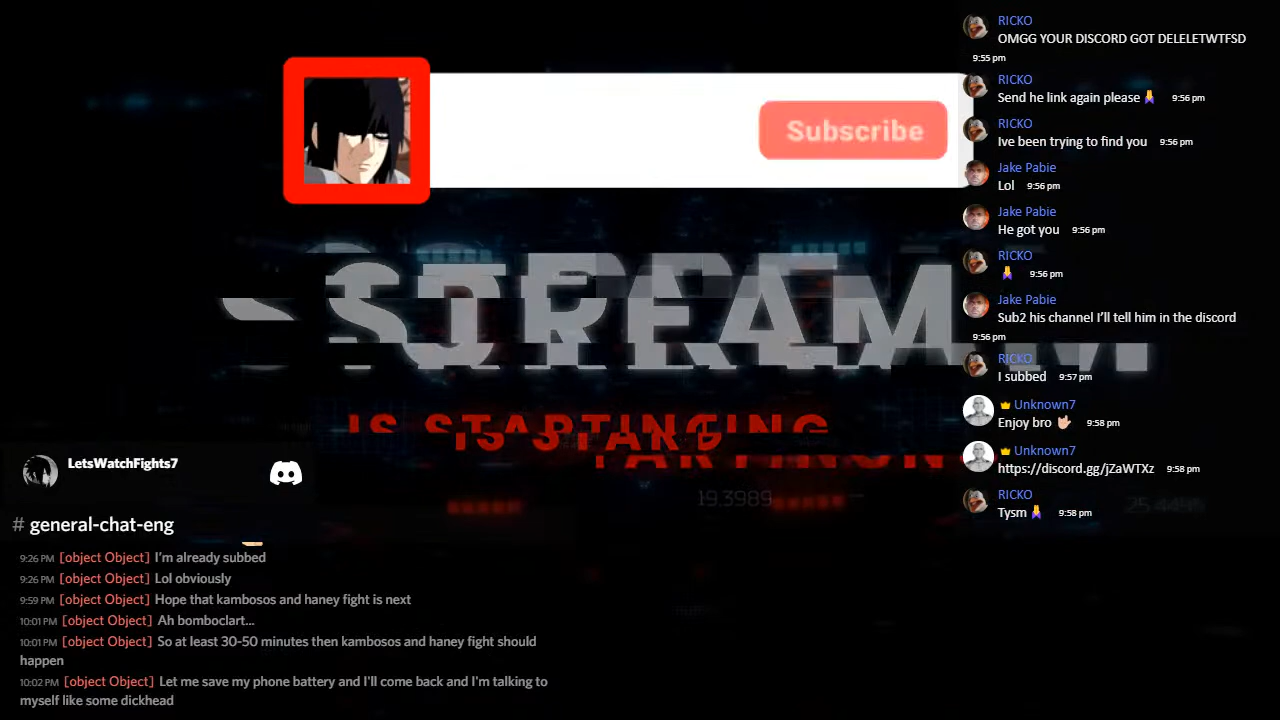 RICKO
OMGG YOUR DISCORD GOT DELELETWTFSD
9:55 pm
RICKO
Send he link again please 9:56 pm
RICKO
Ive been trying to find you 9:56 pm
Jake Pabie
Lol 9:56 pm
Jake Pabie
He got you 9:56 pm
RICKO
9:56 pm
Jake Pabie
Sub2 his channel I'll tell him in the discord
9:56 pm
RICKO
I subbed 9:57 pm
Unknown7
Enjoy bro 9:58 pm
Unknown7
https://discord.gg/jZaWTXz 9:58 pm
RICKO
Tysm 9:58 pm
Subscribe
STREAM
IS STARTING
19.3989
LetsWatchFights7
# general-chat-eng
9:26 PM [object Object] I'm already subbed
9:26 PM [object Object] Lol obviously
9:59 PM [object Object] Hope that kambosos and haney fight is next
10:01 PM [object Object] Ah bomboclart...
10:01 PM [object Object] So at least 30-50 minutes then kambosos and haney fight should
happen
10:02 PM [object Object] Let me save my phone battery and I'll come back and I'm talking to
myself like some dickhead